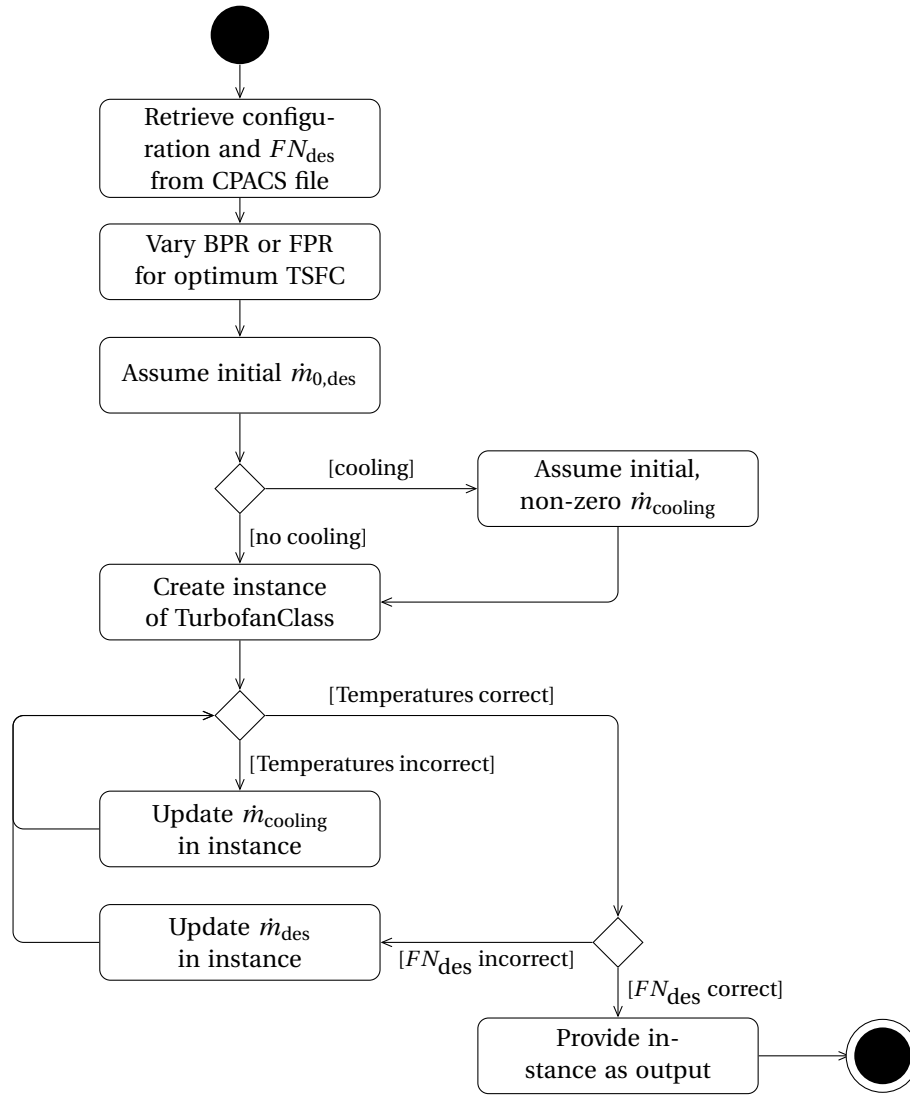 Retrieve configu-
ration and FN_des
from CPACS file
Vary BPR or FPR
for optimum TSFC
Assume initial ṁ_0,des
[cooling]
Assume initial,
non-zero ṁ_cooling
[no cooling]
Create instance
of TurbofanClass
[Temperatures correct]
[Temperatures incorrect]
Update ṁ_cooling
in instance
Update ṁ_des
in instance
[FN_des incorrect]
[FN_des correct]
Provide in-
stance as output